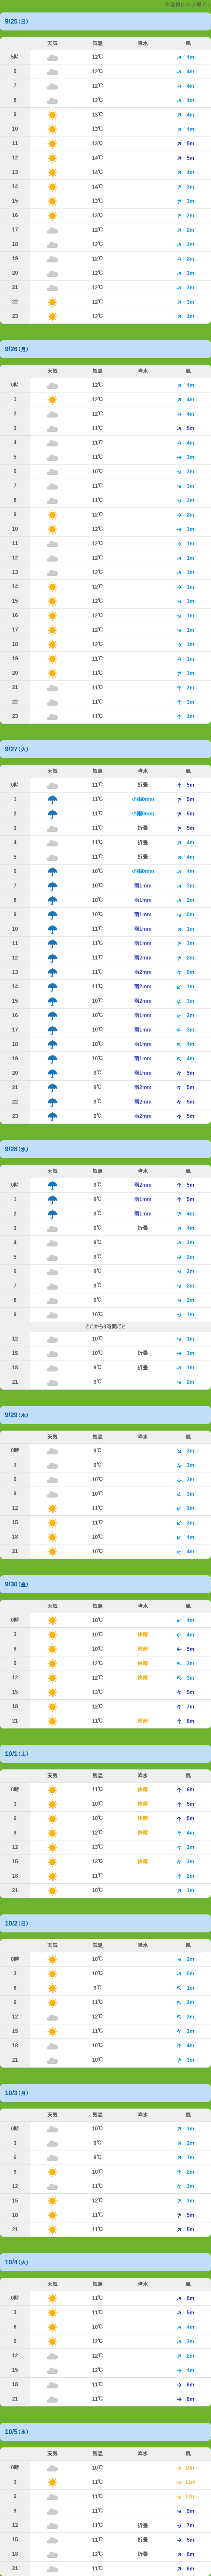 の予報です
9/25(日)
天気 気温 降水 風
5時 12℃ 4m
6 12℃ 4m
7 12℃ 4m
8 12℃ 4m
9 13℃ 4m
10 13℃ 4m
11 13℃ 5m
12 14℃ 5m
13 14℃ 4m
14 14℃ 3m
15 13℃ 3m
16 13℃ 2m
17 12℃ 2m
18 12℃ 2m
19 12℃ 2m
20 12℃ 3m
21 12℃ 3m
22 12℃ 3m
23 12℃ 4m
9/26(月)
天気 気温 降水 風
0時 12℃ 4m
1 12℃ 4m
2 12℃ 4m
3 11℃ 5m
4 11℃ 4m
5 11℃ 3m
6 10℃ 3m
7 11℃ 3m
8 11℃ 2m
9 12℃ 2m
10 12℃ 1m
11 12℃ 1m
12 12℃ 1m
13 12℃ 1m
14 12℃ 1m
15 12℃ 1m
16 12℃ 1m
17 12℃ 1m
18 12℃ 1m
19 11℃ 1m
20 11℃ 1m
21 11℃ 2m
22 11℃ 3m
23 11℃ 4m
9/27(火)
天気 気温 降水 風
0時 11℃ 折畳 5m
1 11℃ 小雨0mm 5m
2 11℃ 小雨0mm 5m
3 11℃ 折畳 5m
4 11℃ 折畳 4m
5 11℃ 折畳 4m
6 10℃ 小雨0mm 4m
7 10℃ 雨1mm 3m
8 10℃ 雨1mm 2m
9 10℃ 雨1mm 0m
10 11℃ 雨1mm 1m
11 11℃ 雨1mm 1m
12 11℃ 雨2mm 2m
13 11℃ 雨2mm 0m
14 11℃ 雨2mm 1m
15 10℃ 雨2mm 3m
16 10℃ 雨1mm 2m
17 10℃ 雨1mm 3m
18 10℃ 雨1mm 4m
19 10℃ 雨1mm 4m
20 9℃ 雨1mm 5m
21 9℃ 雨2mm 5m
22 9℃ 雨2mm 5m
23 9℃ 雨2mm 5m
9/28(水)
天気 気温 降水 風
0時 9℃ 雨2mm 5m
1 9℃ 雨1mm 5m
2 9℃ 雨1mm 4m
3 9℃ 折畳 4m
4 9℃ 3m
5 9℃ 2m
6 9℃ 2m
7 9℃ 2m
8 9℃ 2m
9 10℃ 1m
ここから3時間ごと
12 10℃ 1m
15 10℃ 折畳 1m
18 9℃ 折畳 1m
21 9℃ 2m
9/29(木)
天気 気温 降水 風
0時 9℃ 3m
3 9℃ 3m
6 10℃ 3m
9 10℃ 3m
12 11℃ 2m
15 11℃ 3m
18 10℃ 4m
21 10℃ 4m
9/30(金)
天気 気温 降水 風
0時 10℃ 4m
3 10℃ 快晴 4m
6 10℃ 快晴 5m
9 12℃ 快晴 3m
12 12℃ 快晴 3m
15 13℃ 5m
18 12℃ 7m
21 11℃ 快晴 6m
10/1(土)
天気 気温 降水 風
0時 11℃ 快晴 6m
3 10℃ 快晴 5m
6 10℃ 快晴 5m
9 12℃ 快晴 4m
12 13℃ 3m
15 13℃ 快晴 3m
18 11℃ 2m
21 10℃ 1m
10/2(日)
天気 気温 降水 風
0時 10℃ 2m
3 10℃ 0m
6 9℃ 1m
9 11℃ 2m
12 12℃ 2m
15 11℃ 3m
18 10℃ 4m
21 10℃ 3m
10/3(月)
天気 気温 降水 風
0時 10℃ 3m
3 9℃ 2m
6 9℃ 1m
9 10℃ 2m
12 11℃ 3m
15 12℃ 3m
18 11℃ 5m
21 11℃ 5m
10/4(火)
天気 気温 降水 風
0時 11℃ 6m
3 11℃ 5m
6 10℃ 4m
9 12℃ 3m
12 12℃ 2m
15 12℃ 4m
18 11℃ 6m
21 11℃ 8m
10/5(水)
天気 気温 降水 風
0時 10℃ 10m
3 11℃ 11m
6 11℃ 12m
9 11℃ 9m
12 11℃ 折畳 7m
15 11℃ 折畳 5m
18 12℃ 折畳 6m
21 11℃ 6m